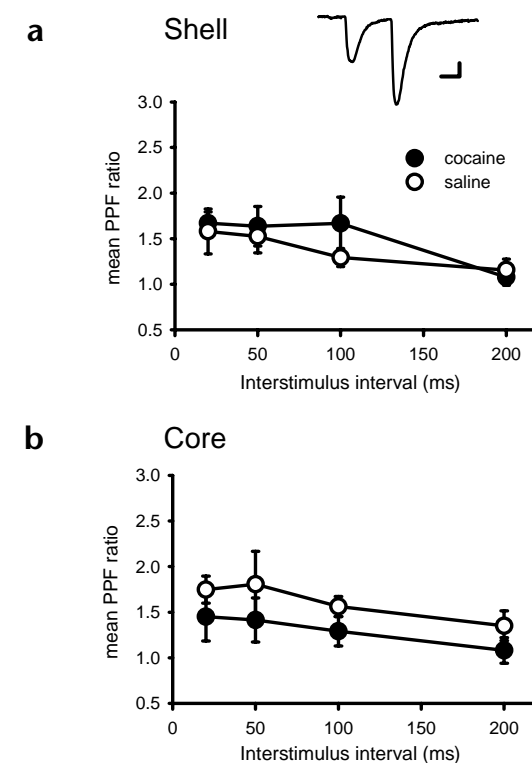 a
Shell
3.0
2.5
2.0
1.5
1.0
0.5
mean PPF ratio
cocaine
saline
0
50
100
150
200
Interstimulus interval (ms)
b
Core
3.0
2.5
2.0
1.5
1.0
0.5
mean PPF ratio
0
50
100
150
200
Interstimulus interval (ms)